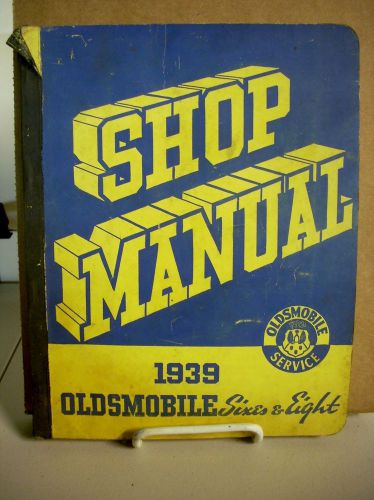 SHOP
MANUAL
OLDSMOBILE
SERVICE
1939
OLDSMOBILE Sixes & Eight